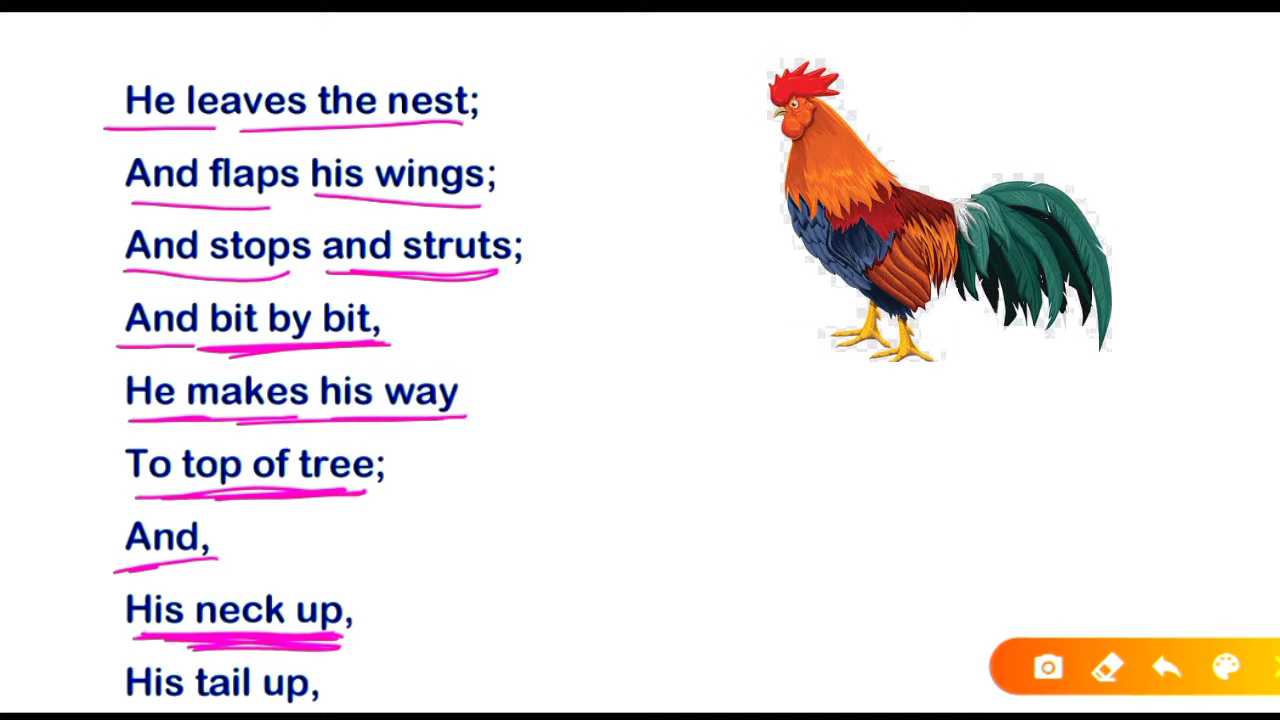 He leaves the nest;
And flaps his wings;
And stops and struts;
And bit by bit,
He makes his way
To top of tree;
And,
His neck up,
His tail up,